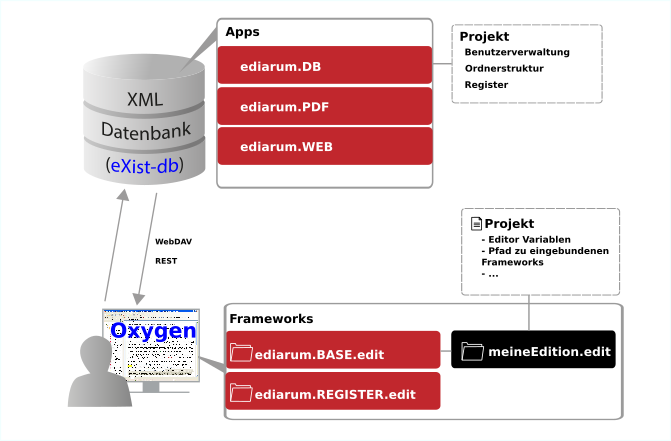 Apps
ediarum.DB
ediarum.PDF
ediarum.WEB
Projekt
Benutzerverwaltung
Ordnerstruktur
Register
XML
Datenbank
(eXist-db)
WebDAV
REST
Projekt
- Editor Variablen
- Pfad zu eingebundenen
Frameworks
- ...
Oxygen
Frameworks
ediarum.BASE.edit
meineEdition.edit
ediarum.REGISTER.edit